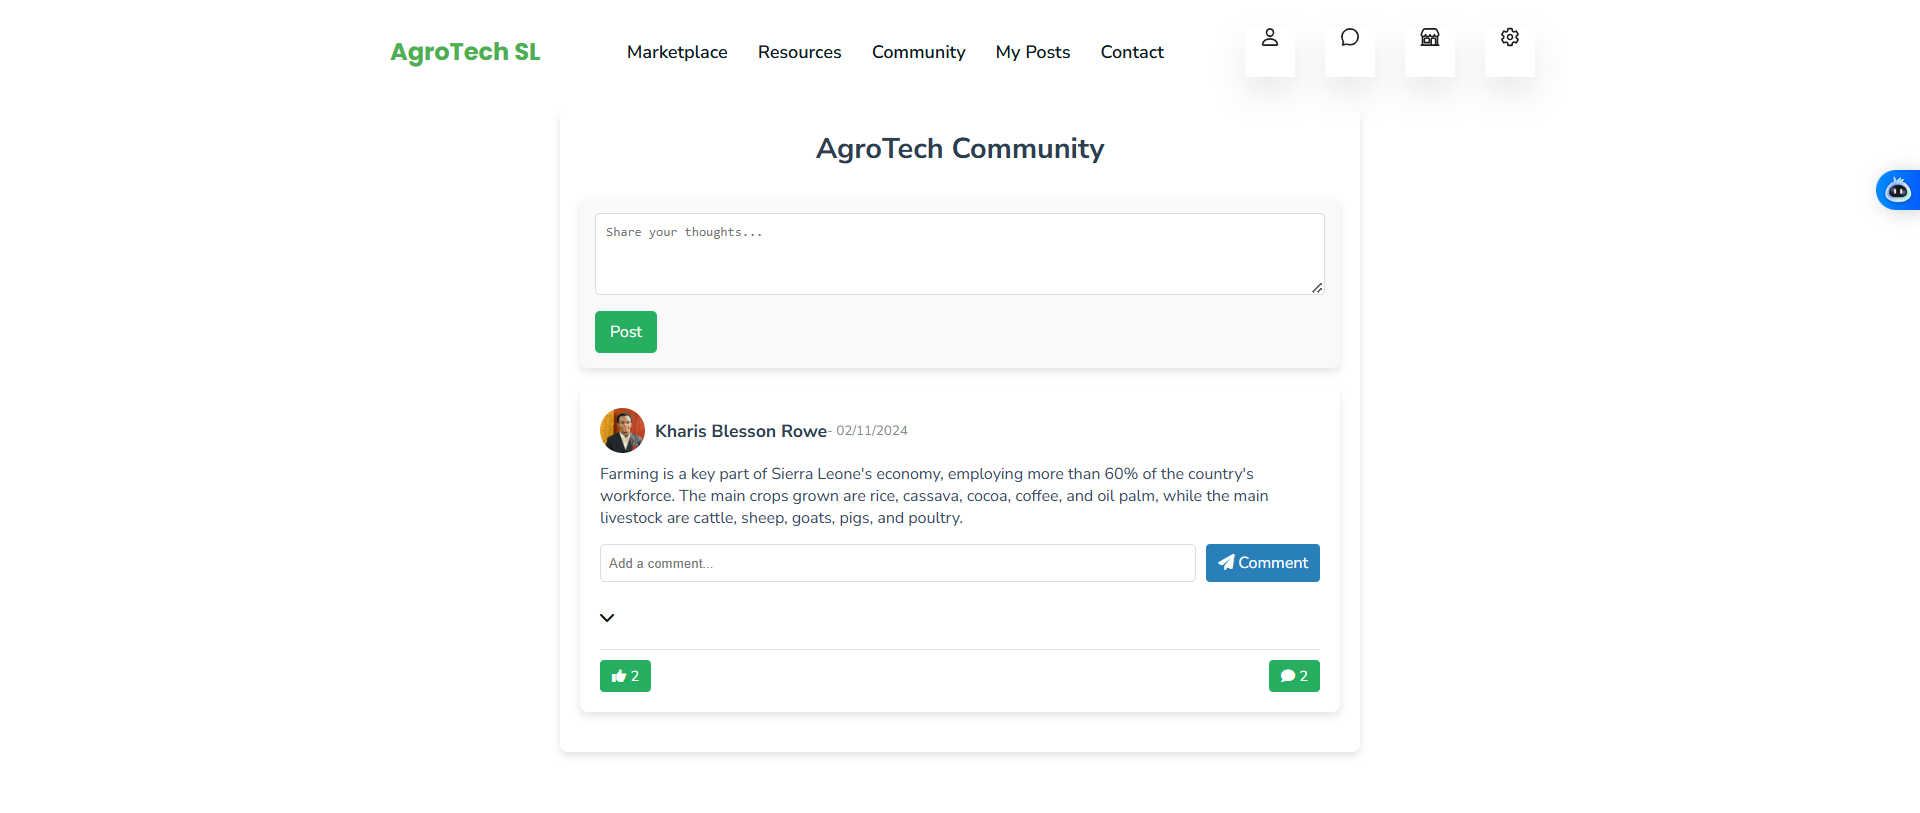 AgroTech SL
Marketplace Resources Community My Posts Contact
AgroTech Community
Share your thoughts...
Post
Kharis Blesson Rowe- 02/11/2024
Farming is a key part of Sierra Leone's economy, employing more than 60% of the country's
workforce. The main crops grown are rice, cassava, cocoa, coffee, and oil palm, while the main
livestock are cattle, sheep, goats, pigs, and poultry.
Add a comment...
Comment
2
2